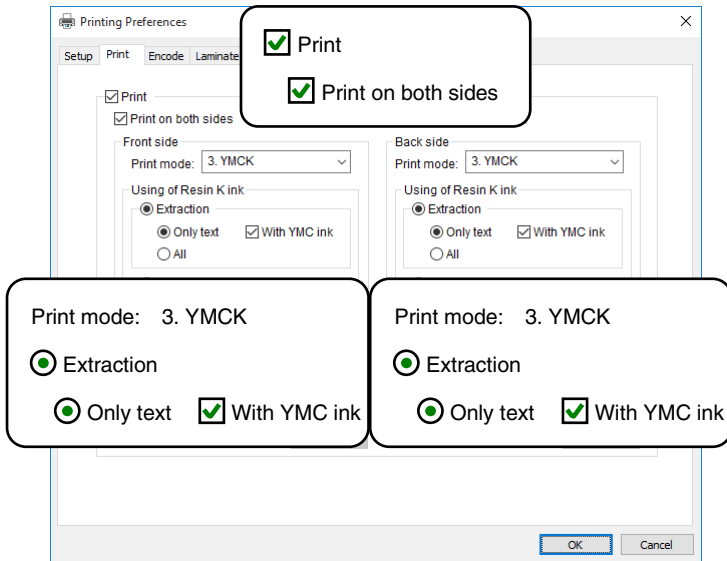 Printing Preferences
Setup Print Encode Laminate
Print
Print on both sides
Print
Print on both sides
Front side
Print mode: 3. YMCK
Using of Resin K ink
Extraction
Only text With YMC ink
All
Back side
Print mode: 3. YMCK
Using of Resin K ink
Extraction
Only text With YMC ink
All
Print mode: 3. YMCK
Extraction
Only text With YMC ink
Print mode: 3. YMCK
Extraction
Only text With YMC ink
OK Cancel